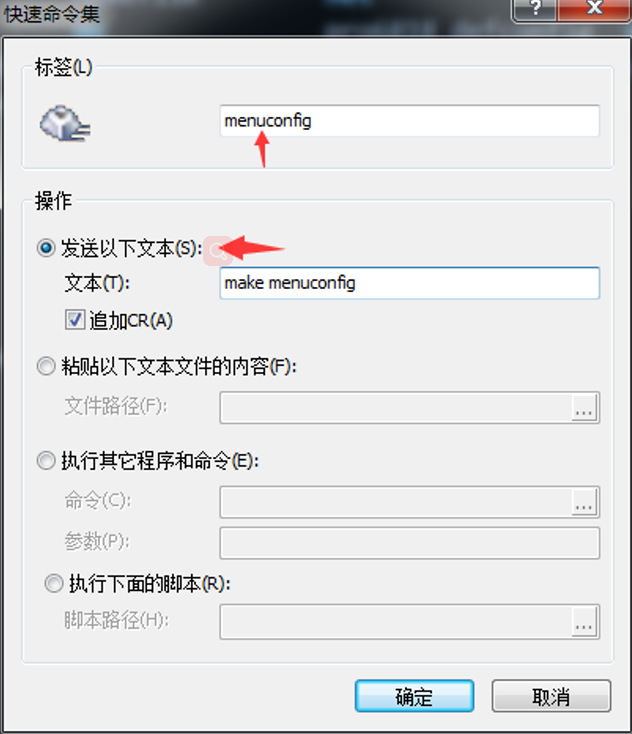 快速命令集
标签(L)
menuconfig
操作
发送以下文本(S):
文本(T):
make menuconfig
追加CR(A)
粘贴以下文本文件的内容(F):
文件路径(F):
...
执行其它程序和命令(E):
命令(C):
...
参数(P):
执行下面的脚本(R):
脚本路径(H):
...
确定
取消